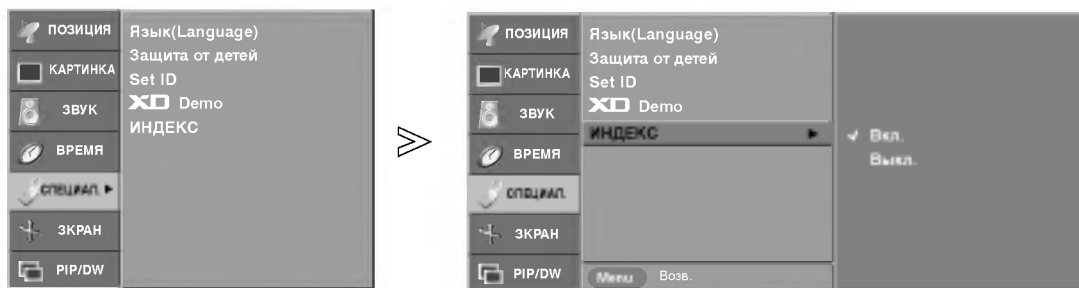 ПОЗИЦИЯ
КАРТИНКА
ЗВУК
ВРЕМЯ
СПЕЦИАЛ.
ЗКРАН
PIP/DW
Язык(Language)
Защита от детей
Set ID
XD Demo
ИНДЕКС
ПОЗИЦИЯ
КАРТИНКА
ЗВУК
ВРЕМЯ
СПЕЦИАЛ.
ЗКРАН
PIP/DW
Язык(Language)
Защита от детей
Set ID
XD Demo
ИНДЕКС
Menu Возв.
Вкл.
Выкл.